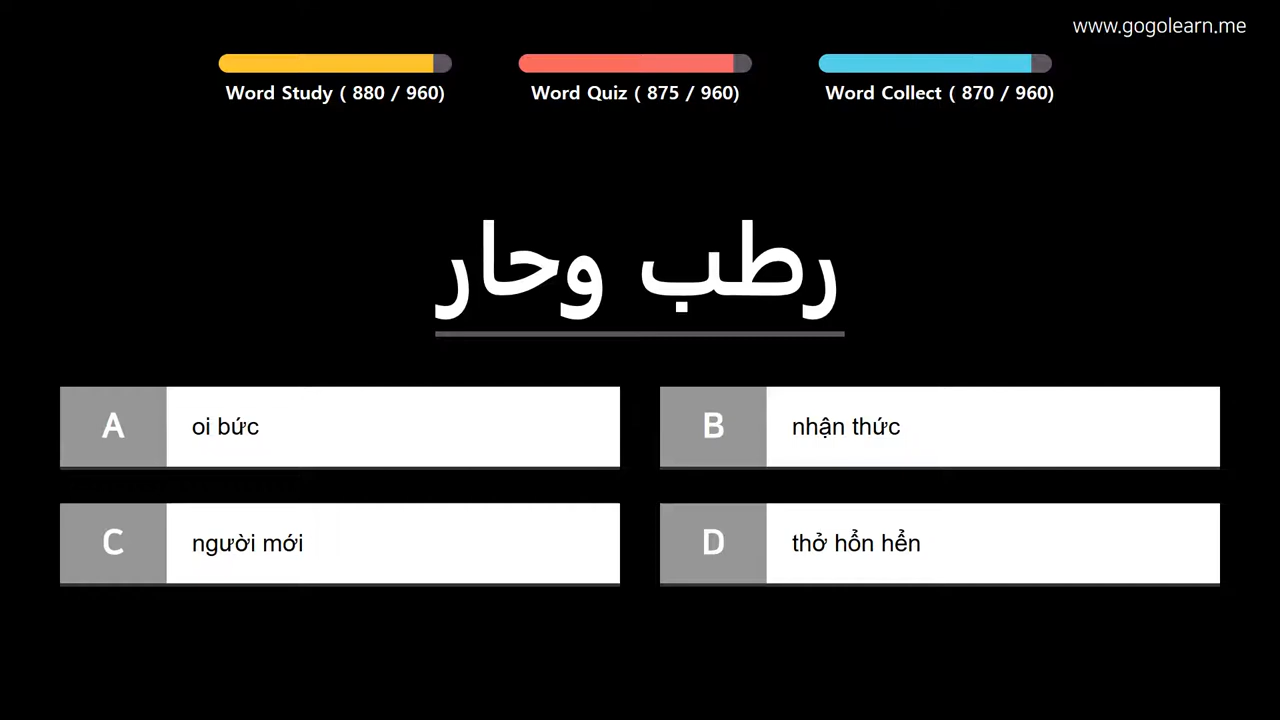 www.gogolearn.me
Word Study ( 880 / 960)
Word Quiz ( 875 / 960)
Word Collect ( 870 / 960)
رطب وحار
A
oi bức
B
nhận thức
C
người mới
D
thở hổn hển